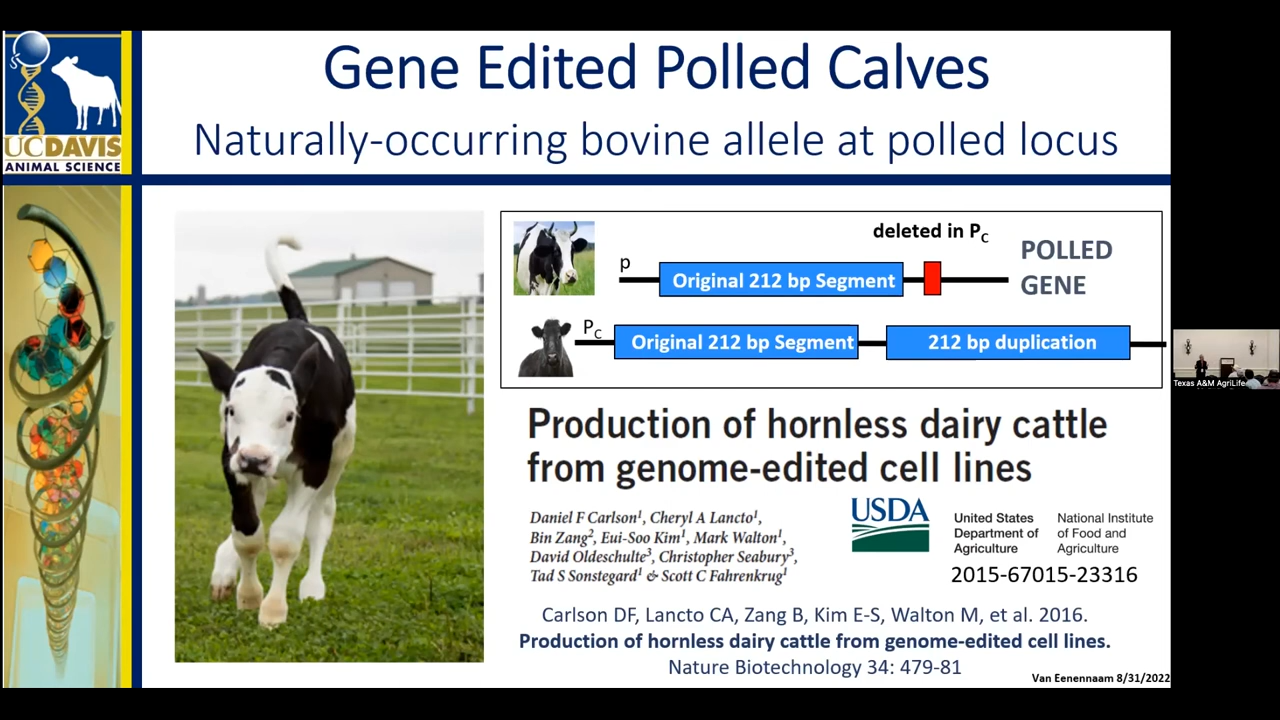 Gene Edited Polled Calves
Naturally-occurring bovine allele at polled locus
UCDAVIS
ANIMAL SCIENCE
deleted in PC
p
Original 212 bp Segment
POLLED
GENE
PC
Original 212 bp Segment
212 bp duplication
Production of hornless dairy cattle
from genome-edited cell lines
Daniel F Carlson1, Cheryl A Lancto1,
Bin Zang2, Eui-Soo Kim1, Mark Walton1,
David Oldeschulte3, Christopher Seabury3,
Tad S Sonstegard1 & Scott C Fahrenkrug1
USDA
United States
Department of
Agriculture
National Institute
of Food and
Agriculture
2015-67015-23316
Carlson DF, Lancto CA, Zang B, Kim E-S, Walton M, et al. 2016.
Production of hornless dairy cattle from genome-edited cell lines.
Nature Biotechnology 34: 479-81
Van Eenennaam 8/31/2022
Texas A&M AgriLife